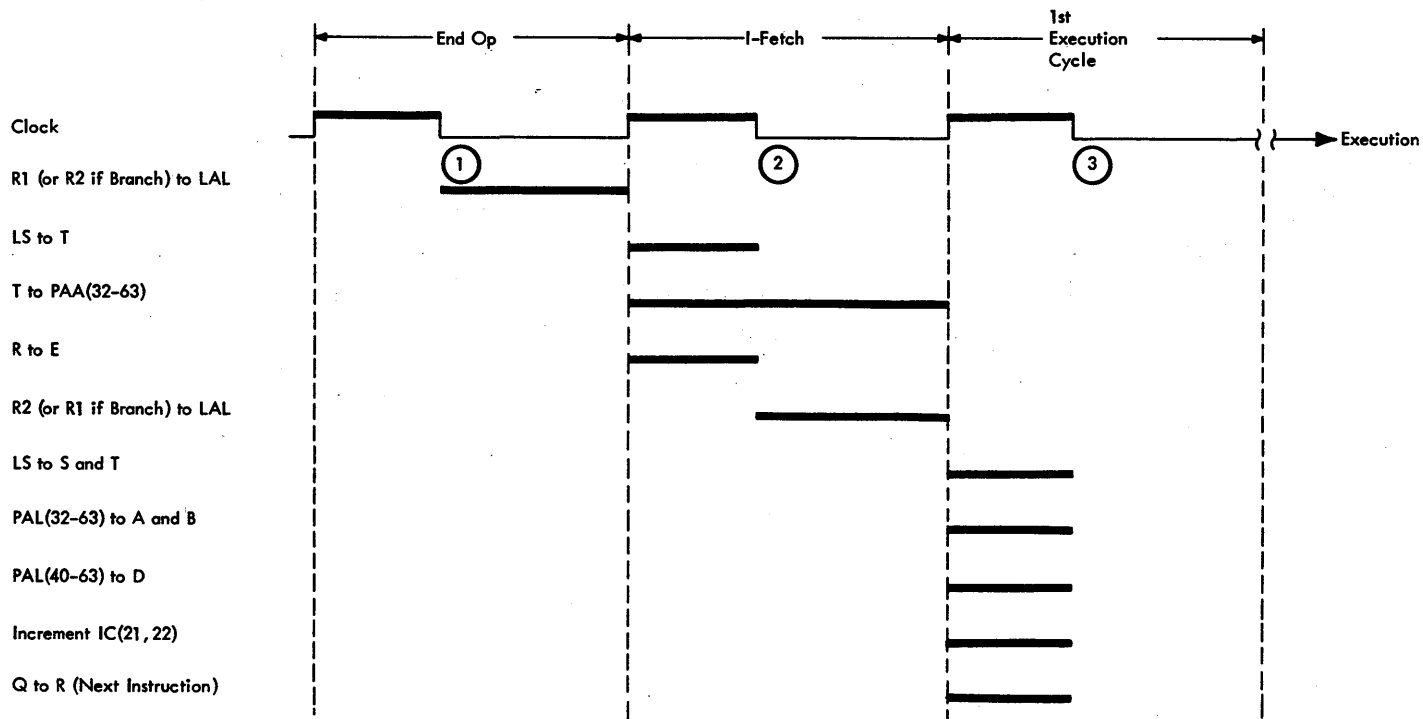 1st
Execution
Cycle
End Op
I-Fetch
Clock
Execution
1
2
3
R1 (or R2 if Branch) to LAL
LS to T
T to PAA(32-63)
R to E
R2 (or R1 if Branch) to LAL
LS to S and T
PAL(32-63) to A and B
PAL(40-63) to D
Increment IC(21,22)
Q to R (Next Instruction)